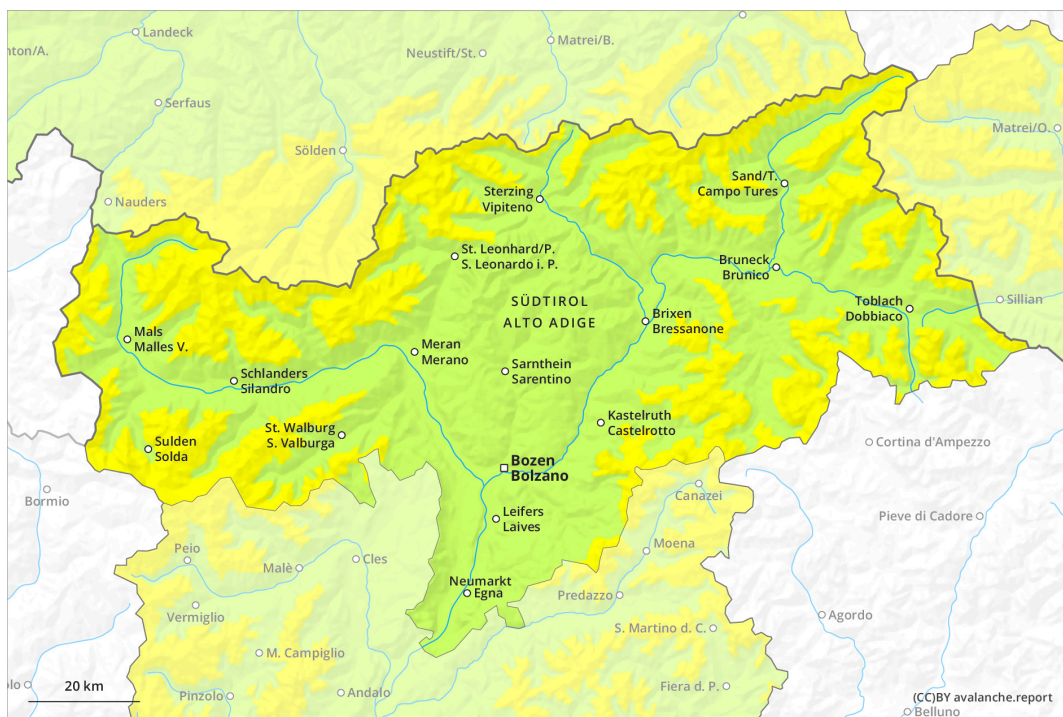 Landeck
nton/A.
Matrei/B.
Neustift/St.
Serfaus
Matrei/O.
Sölden
Sand/T.
Campo Tures
Sterzing
Vipiteno
Nauders
St. Leonhard/P.
S. Leonardo i. P.
Bruneck
Brunico
SÜDTIROL
ALTO ADIGE
Toblach
Dobbiaco
Sillian
Brixen
Bressanone
Mals
Malles V.
Meran
Merano
Sarnthein
Sarentino
Schlanders
Silandro
Kastelruth
Castelrotto
St. Walburg
S. Valburga
Sulden
Solda
Cortina d'Ampezzo
Bozen
Bolzano
Bormio
Canazei
Leifers
Laives
Pieve di Cadore
Moena
Peio
Cles
Malè
Neumarkt
Egna
Predazzo
Vermiglio
Agordo
S. Martino d. C.
M. Campiglio
olo
20 km
Pinzolo
Andalo
Fiera d. P.
(CC)BY avalanche.report
Belluno